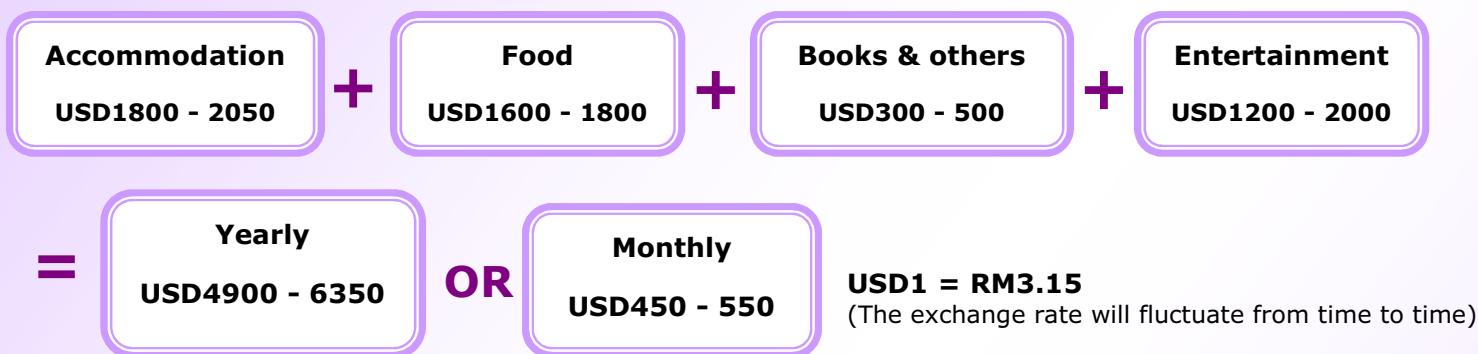 Accommodation
USD1800 - 2050
+
Food
USD1600 - 1800
+
Books & others
USD300 - 500
+
Entertainment
USD1200 - 2000
=
Yearly
USD4900 - 6350
OR
Monthly
USD450 - 550
USD1 = RM3.15
(The exchange rate will fluctuate from time to time)